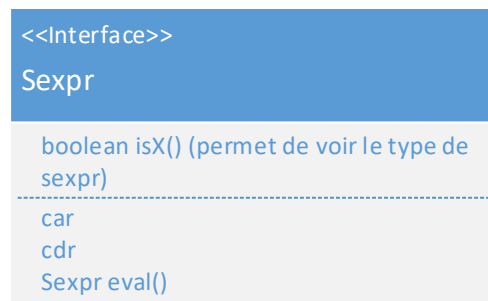 <<Interface>>
Sexpr
boolean isX() (permet de voir le type de
sexpr)
car
cdr
Sexpr eval()